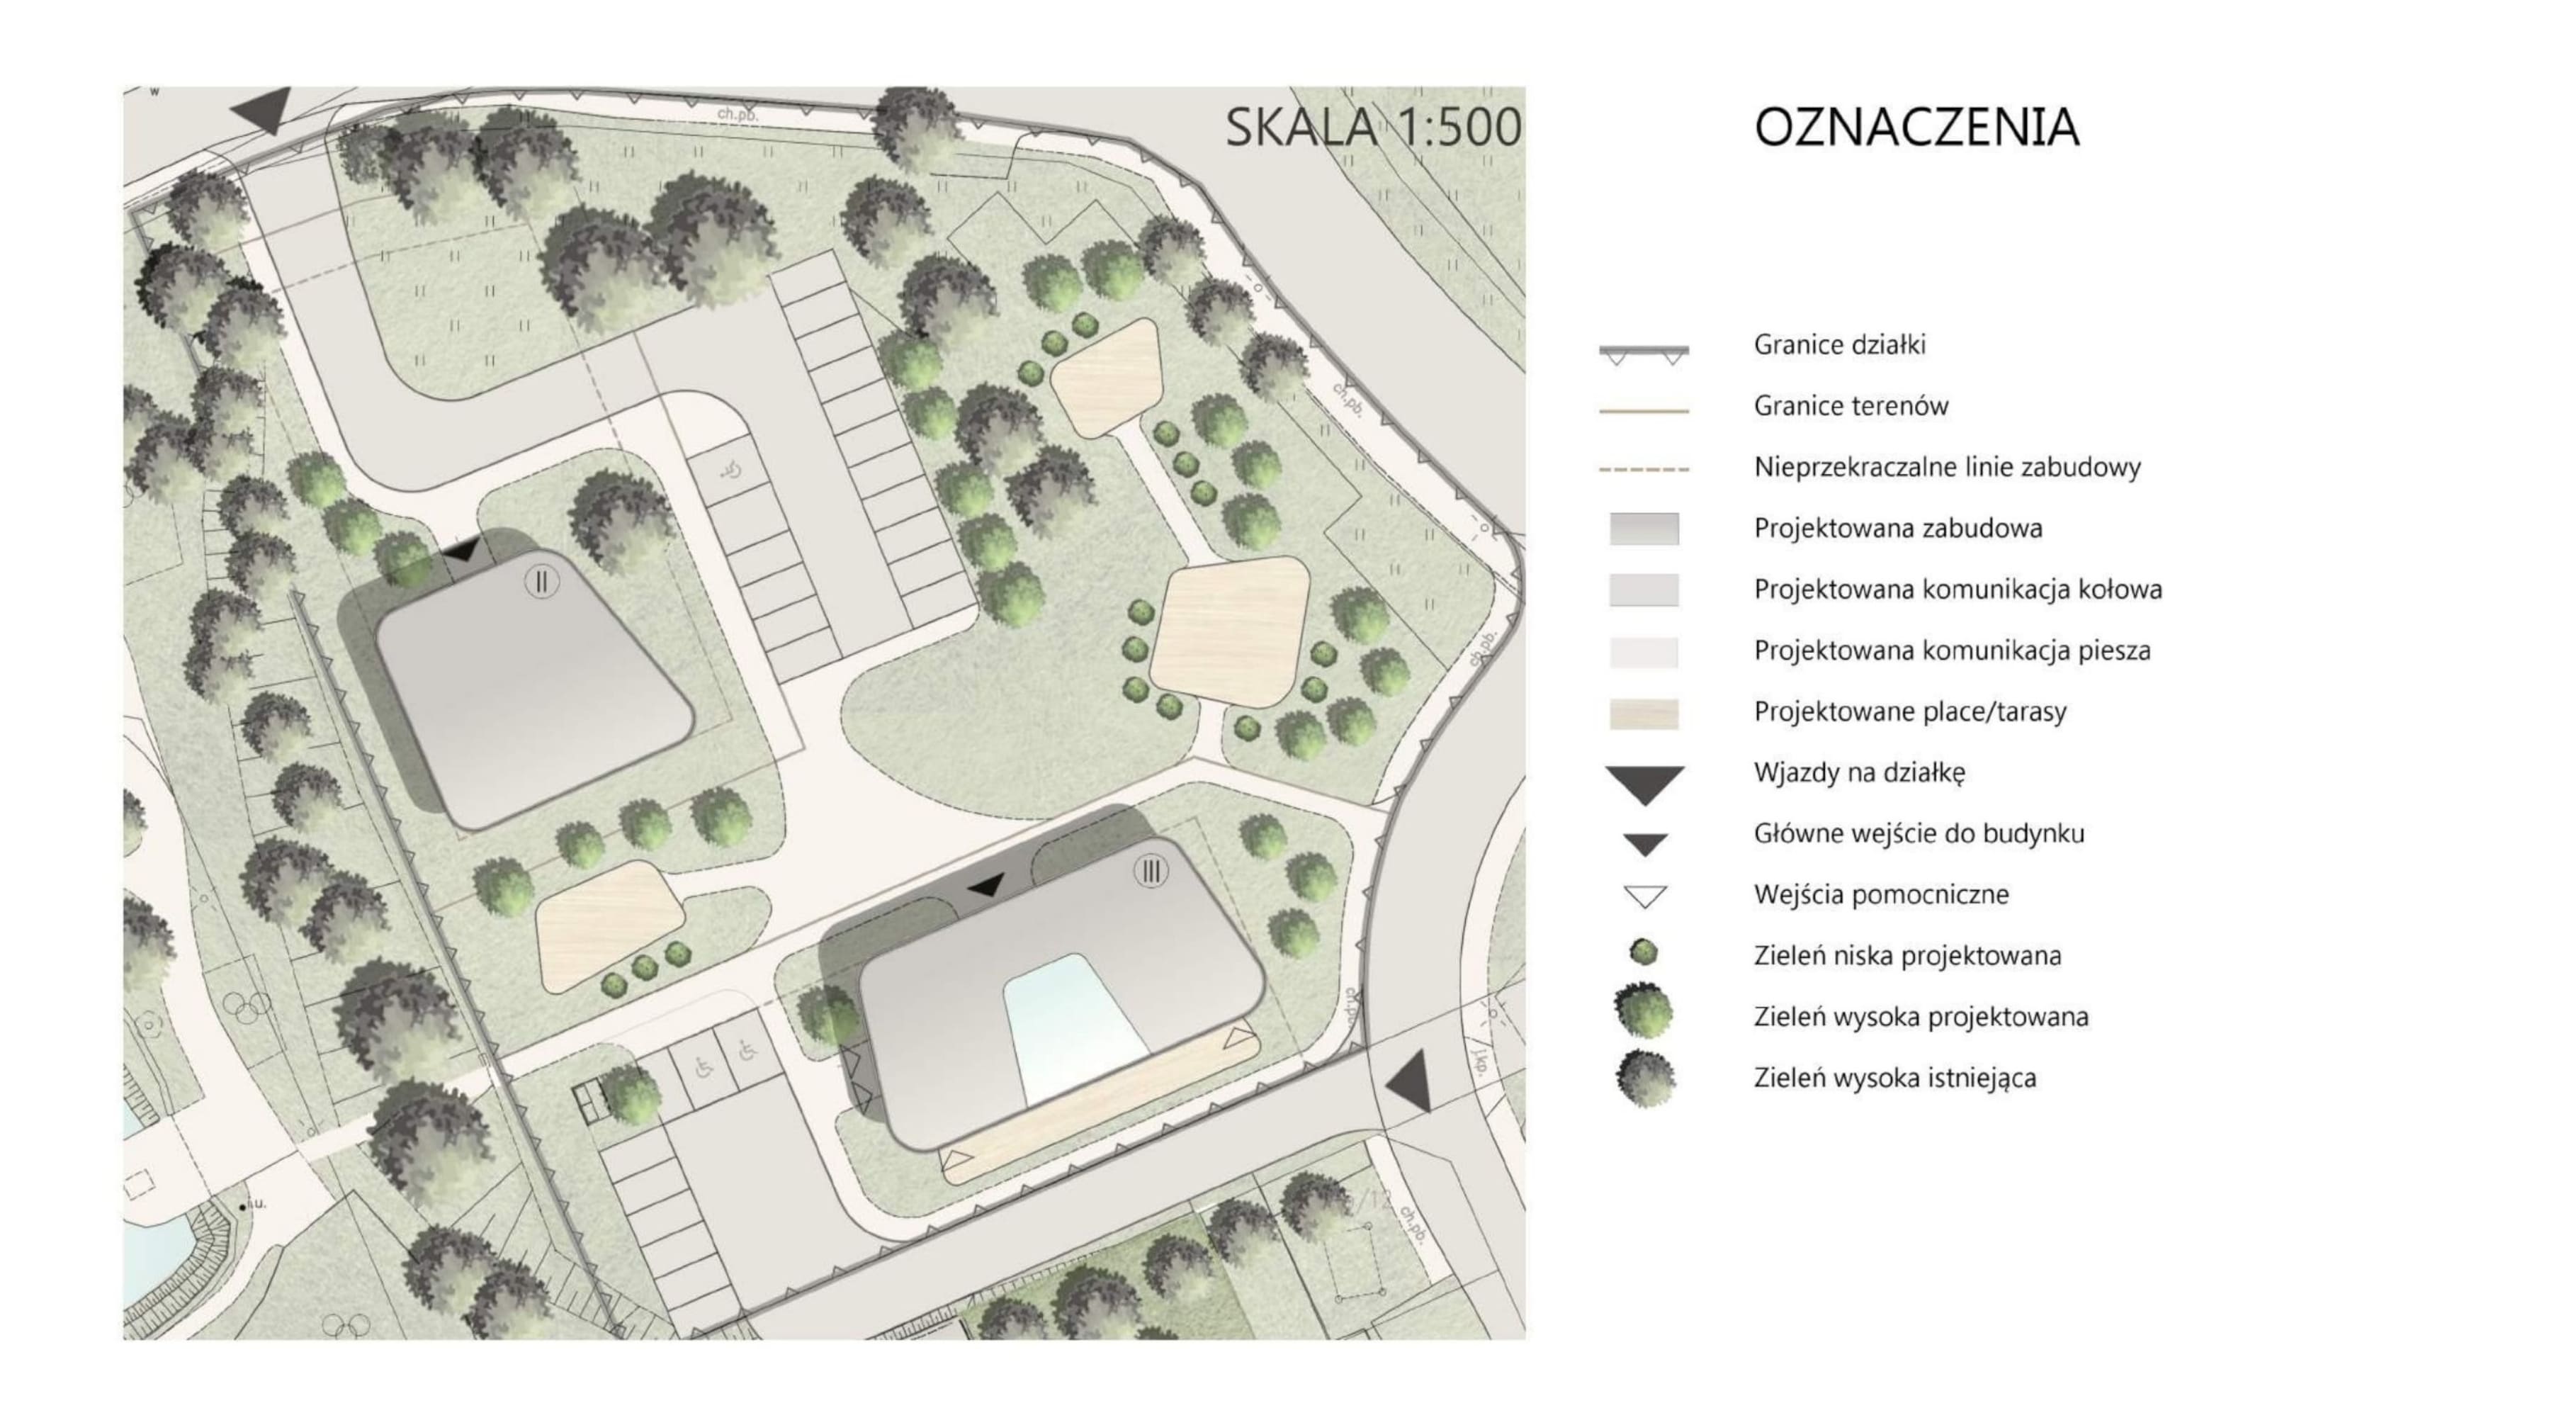 w
ch.pb.
SKALA 1:500
OZNACZENIA
Granice działki
ch.pb.
Granice terenów
Nieprzekraczalne linie zabudowy
Projektowana zabudowa
II
Projektowana komunikacja kołowa
Projektowana komunikacja piesza
ch.pb.
Projektowane place/tarasy
Wjazdy na działkę
Główne wejście do budynku
III
Wejścia pomocnicze
Zieleń niska projektowana
Zieleń wysoka projektowana
ch.pb.
Zieleń wysoka istniejąca
ch.pb.